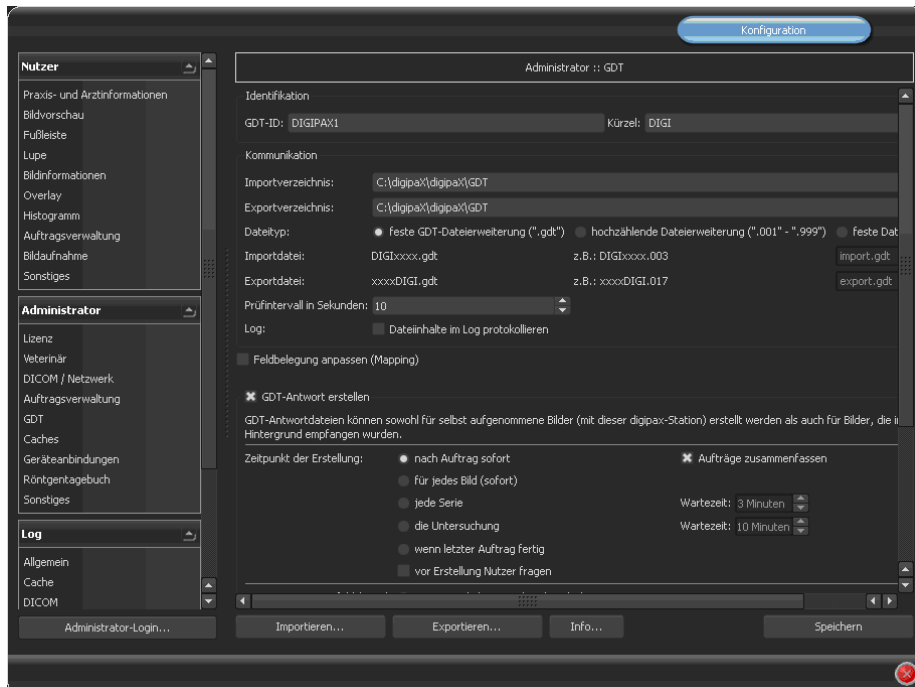 Konfiguration
Nutzer
Praxis- und Arztinformationen
Bildvorschau
Fußleiste
Lupe
Bildinformationen
Overlay
Histogramm
Auftragsverwaltung
Bildaufnahme
Sonstiges
Administrator
Lizenz
Veterinär
DICOM / Netzwerk
Auftragsverwaltung
GDT
Caches
Geräteanbindungen
Röntgentagebuch
Sonstiges
Log
Allgemein
Cache
DICOM
Administrator-Login...
Administrator :: GDT
Identifikation
GDT-ID: DIGIPAX1 Kürzel: DIGI
Kommunikation
Importverzeichnis: C:\digipaX\digipaX\GDT
Exportverzeichnis: C:\digipaX\digipaX\GDT
Dateityp: feste GDT-Dateierweiterung (".gdt") hochzählende Dateierweiterung (".001" - ".999") feste Dat
Importdatei: DIGIxxxx.gdt z.B.: DIGIxxxx.003 import.gdt
Exportdatei: xxxxDIGI.gdt z.B.: xxxxDIGI.017 export.gdt
Prüfintervall in Sekunden: 10
Log: Dateiinhalte im Log protokollieren
Feldbelegung anpassen (Mapping)
GDT-Antwort erstellen
GDT-Antwortdateien können sowohl für selbst aufgenommene Bilder (mit dieser digipax-Station) erstellt werden als auch für Bilder, die i
Hintergrund empfangen wurden.
Zeitpunkt der Erstellung: nach Auftrag sofort Aufträge zusammenfassen
für jedes Bild (sofort)
jede Serie Wartezeit: 3 Minuten
die Untersuchung Wartezeit: 10 Minuten
wenn letzter Auftrag fertig
vor Erstellung Nutzer fragen
Importieren... Exportieren... Info... Speichern